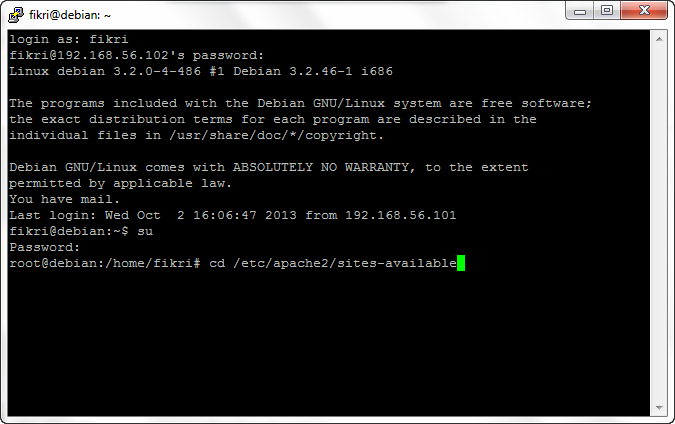 fikri@debian: ~
login as: fikri
fikri@192.168.56.102's password:
Linux debian 3.2.0-4-486 #1 Debian 3.2.46-1 i686
The programs included with the Debian GNU/Linux system are free software;
the exact distribution terms for each program are described in the
individual files in /usr/share/doc/*/copyright.
Debian GNU/Linux comes with ABSOLUTELY NO WARRANTY, to the extent
permitted by applicable law.
You have mail.
Last login: Wed Oct  2 16:06:47 2013 from 192.168.56.101
fikri@debian:~$ su
Password:
root@debian:/home/fikri# cd /etc/apache2/sites-available